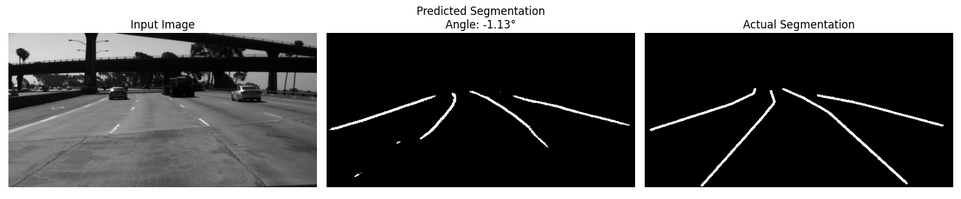 Input Image
Predicted Segmentation
Angle: -1.13°
Actual Segmentation